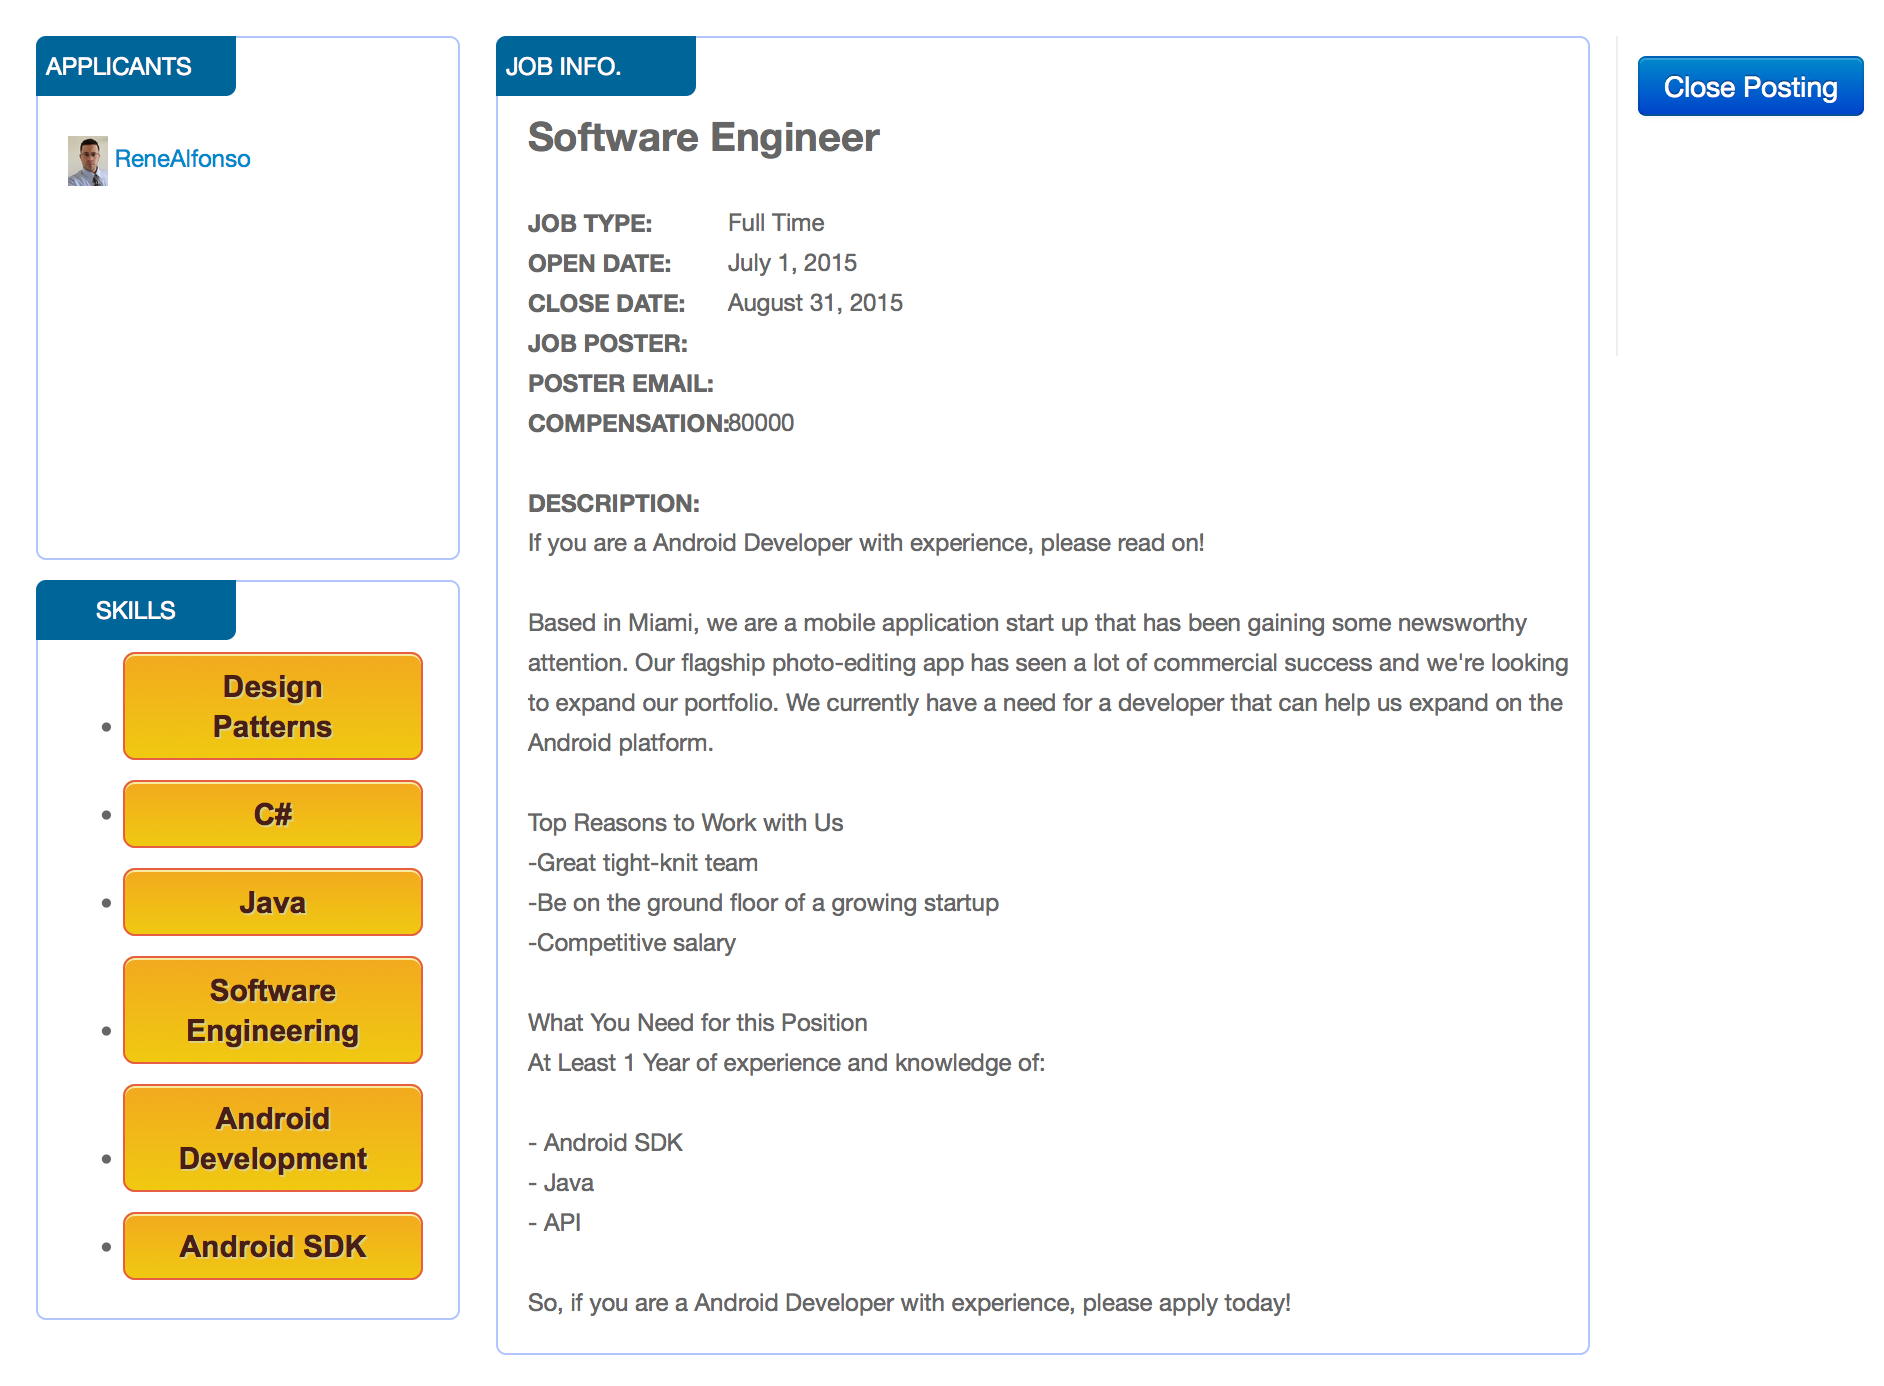 APPLICANTS
ReneAlfonso
SKILLS
Design
Patterns
C#
Java
Software
Engineering
Android
Development
Android SDK
JOB INFO.
Software Engineer
JOB TYPE: Full Time
OPEN DATE: July 1, 2015
CLOSE DATE: August 31, 2015
JOB POSTER:
POSTER EMAIL:
COMPENSATION:80000
DESCRIPTION:
If you are a Android Developer with experience, please read on!
Based in Miami, we are a mobile application start up that has been gaining some newsworthy
attention. Our flagship photo-editing app has seen a lot of commercial success and we're looking
to expand our portfolio. We currently have a need for a developer that can help us expand on the
Android platform.
Top Reasons to Work with Us
-Great tight-knit team
-Be on the ground floor of a growing startup
-Competitive salary
What You Need for this Position
At Least 1 Year of experience and knowledge of:
- Android SDK
- Java
- API
So, if you are a Android Developer with experience, please apply today!
Close Posting